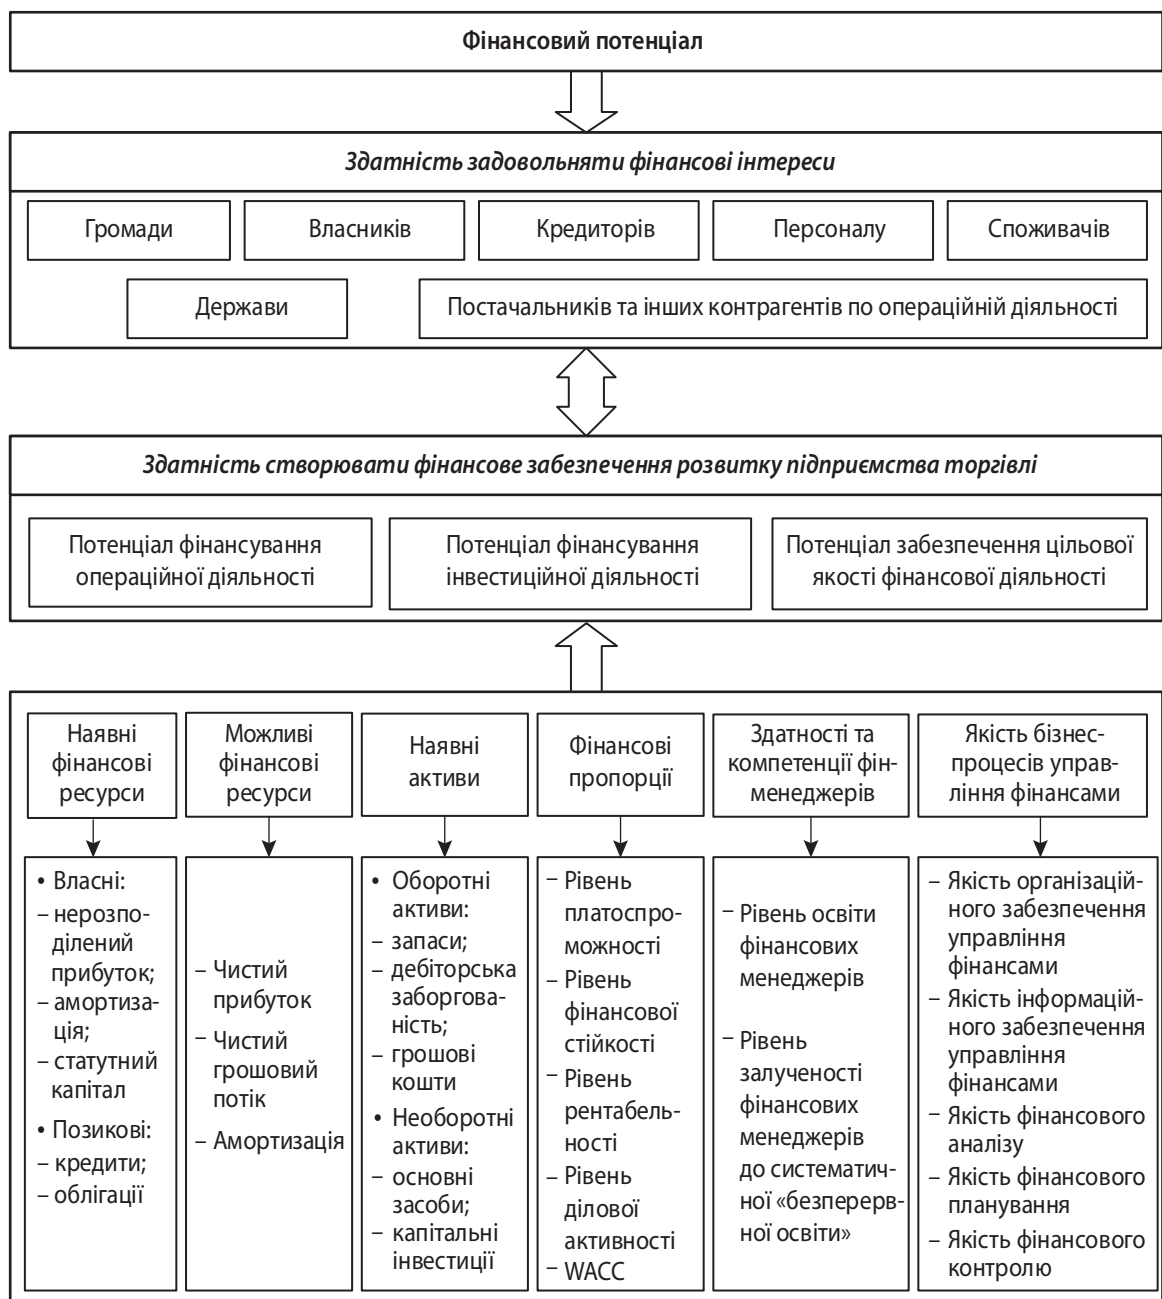 Фінансовий потенціал
Здатність задовольняти фінансові інтереси
Громади
Власників
Кредиторів
Персоналу
Споживачів
Держави
Постачальників та інших контрагентів по операційній діяльності
Здатність створювати фінансове забезпечення розвитку підприємства торгівлі
Потенціал фінансування
операційної діяльності
Потенціал фінансування
інвестиційної діяльності
Потенціал забезпечення цільової
якості фінансової діяльності
Наявні
фінансові
ресурси
Можливі
фінансові
ресурси
Наявні
активи
Фінансові
пропорції
Здатності та
компетенції фін-
менеджерів
Якість бізнес-
процесів управ-
ління фінансами
• Власні:
– нерозпо-
ділений
прибуток;
– амортиза-
ція;
– статутний
капітал
• Позикові:
– кредити;
– облігації
– Чистий
прибуток
– Чистий
грошовий
потік
– Амортизація
• Оборотні
активи:
– запаси;
– дебіторська
заборгова-
ність;
– грошові
кошти
• Необоротні
активи:
– основні
засоби;
– капітальні
інвестиції
– Рівень
платоспро-
можності
– Рівень
фінансової
стійкості
– Рівень
рентабель-
ності
– Рівень
ділової
активності
– WACC
– Рівень освіти
фінансових
менеджерів
– Рівень
залученості
фінансових
менеджерів
до системaтич-
ної «безперерв-
ної освіти»
– Якість організацій-
ного забезпечення
управління
фінансами
– Якість інформацій-
ного забезпечення
управління
фінансами
– Якість фінансового
аналізу
– Якість фінансового
планування
– Якість фінансового
контролю